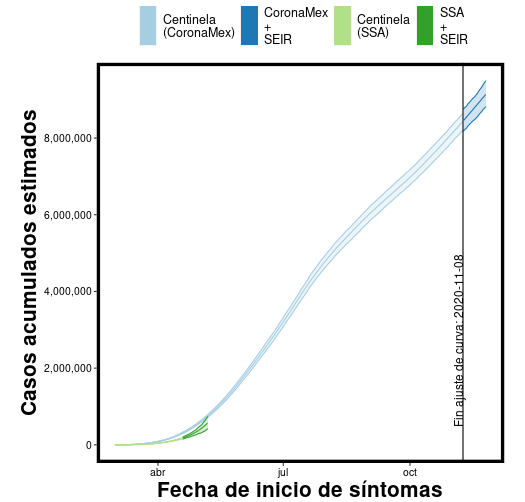 Centinela
(CoronaMex)
CoronaMex
+
SEIR
Centinela
(SSA)
SSA
+
SEIR
Casos acumulados estimados
8,000,000
6,000,000
4,000,000
2,000,000
0
Fin ajuste de curva: 2020-11-08
abr
jul
oct
Fecha de inicio de síntomas